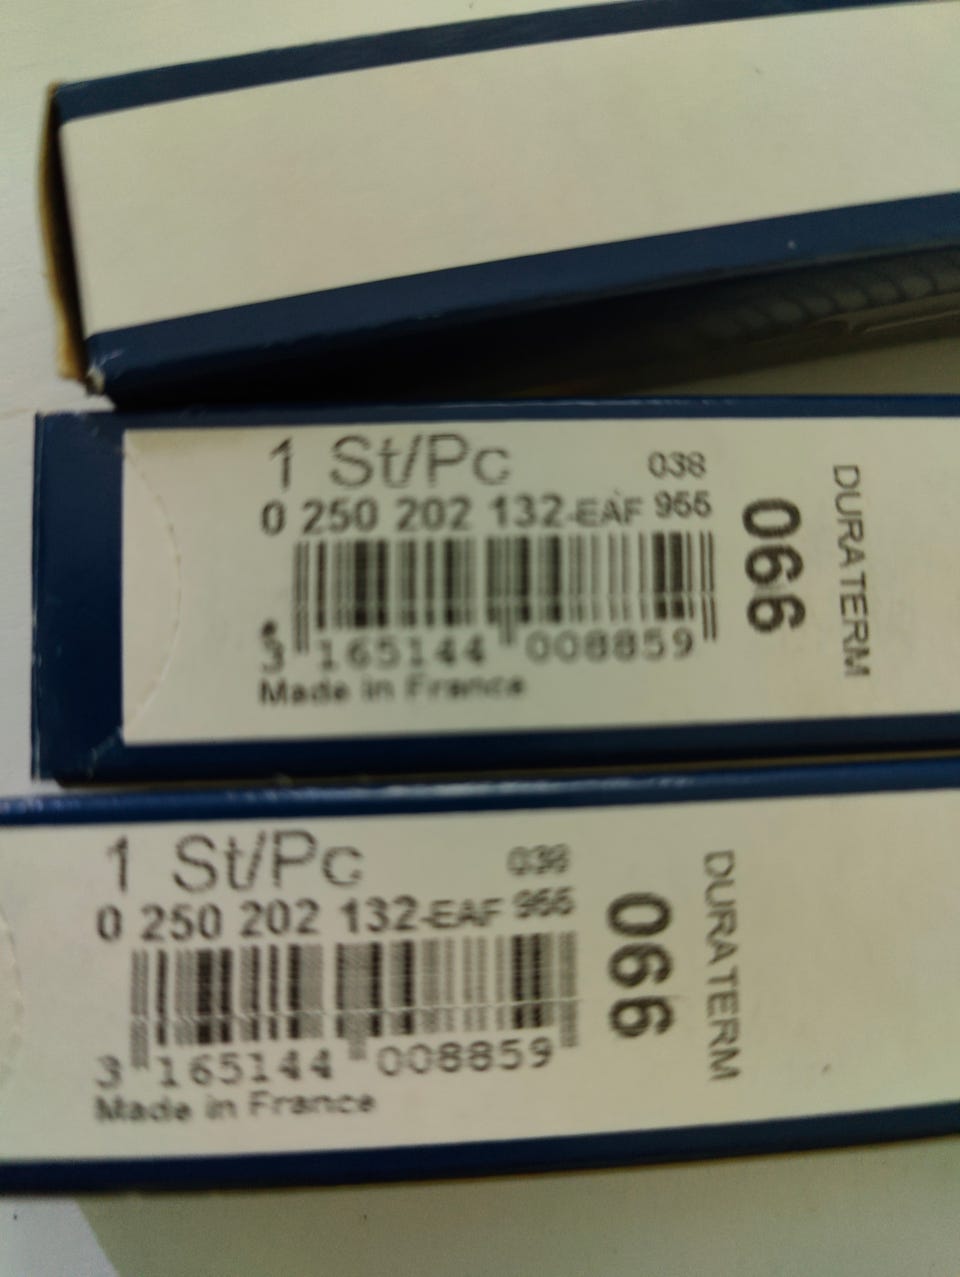 1 St/Pc
038
0 250 202 132-EAF 955
3 165144 008859
Made in France
066
DURATERM
1 St/Pc
038
0 250 202 132-EAF 955
3 165144 008859
Made in France
066
DURATERM